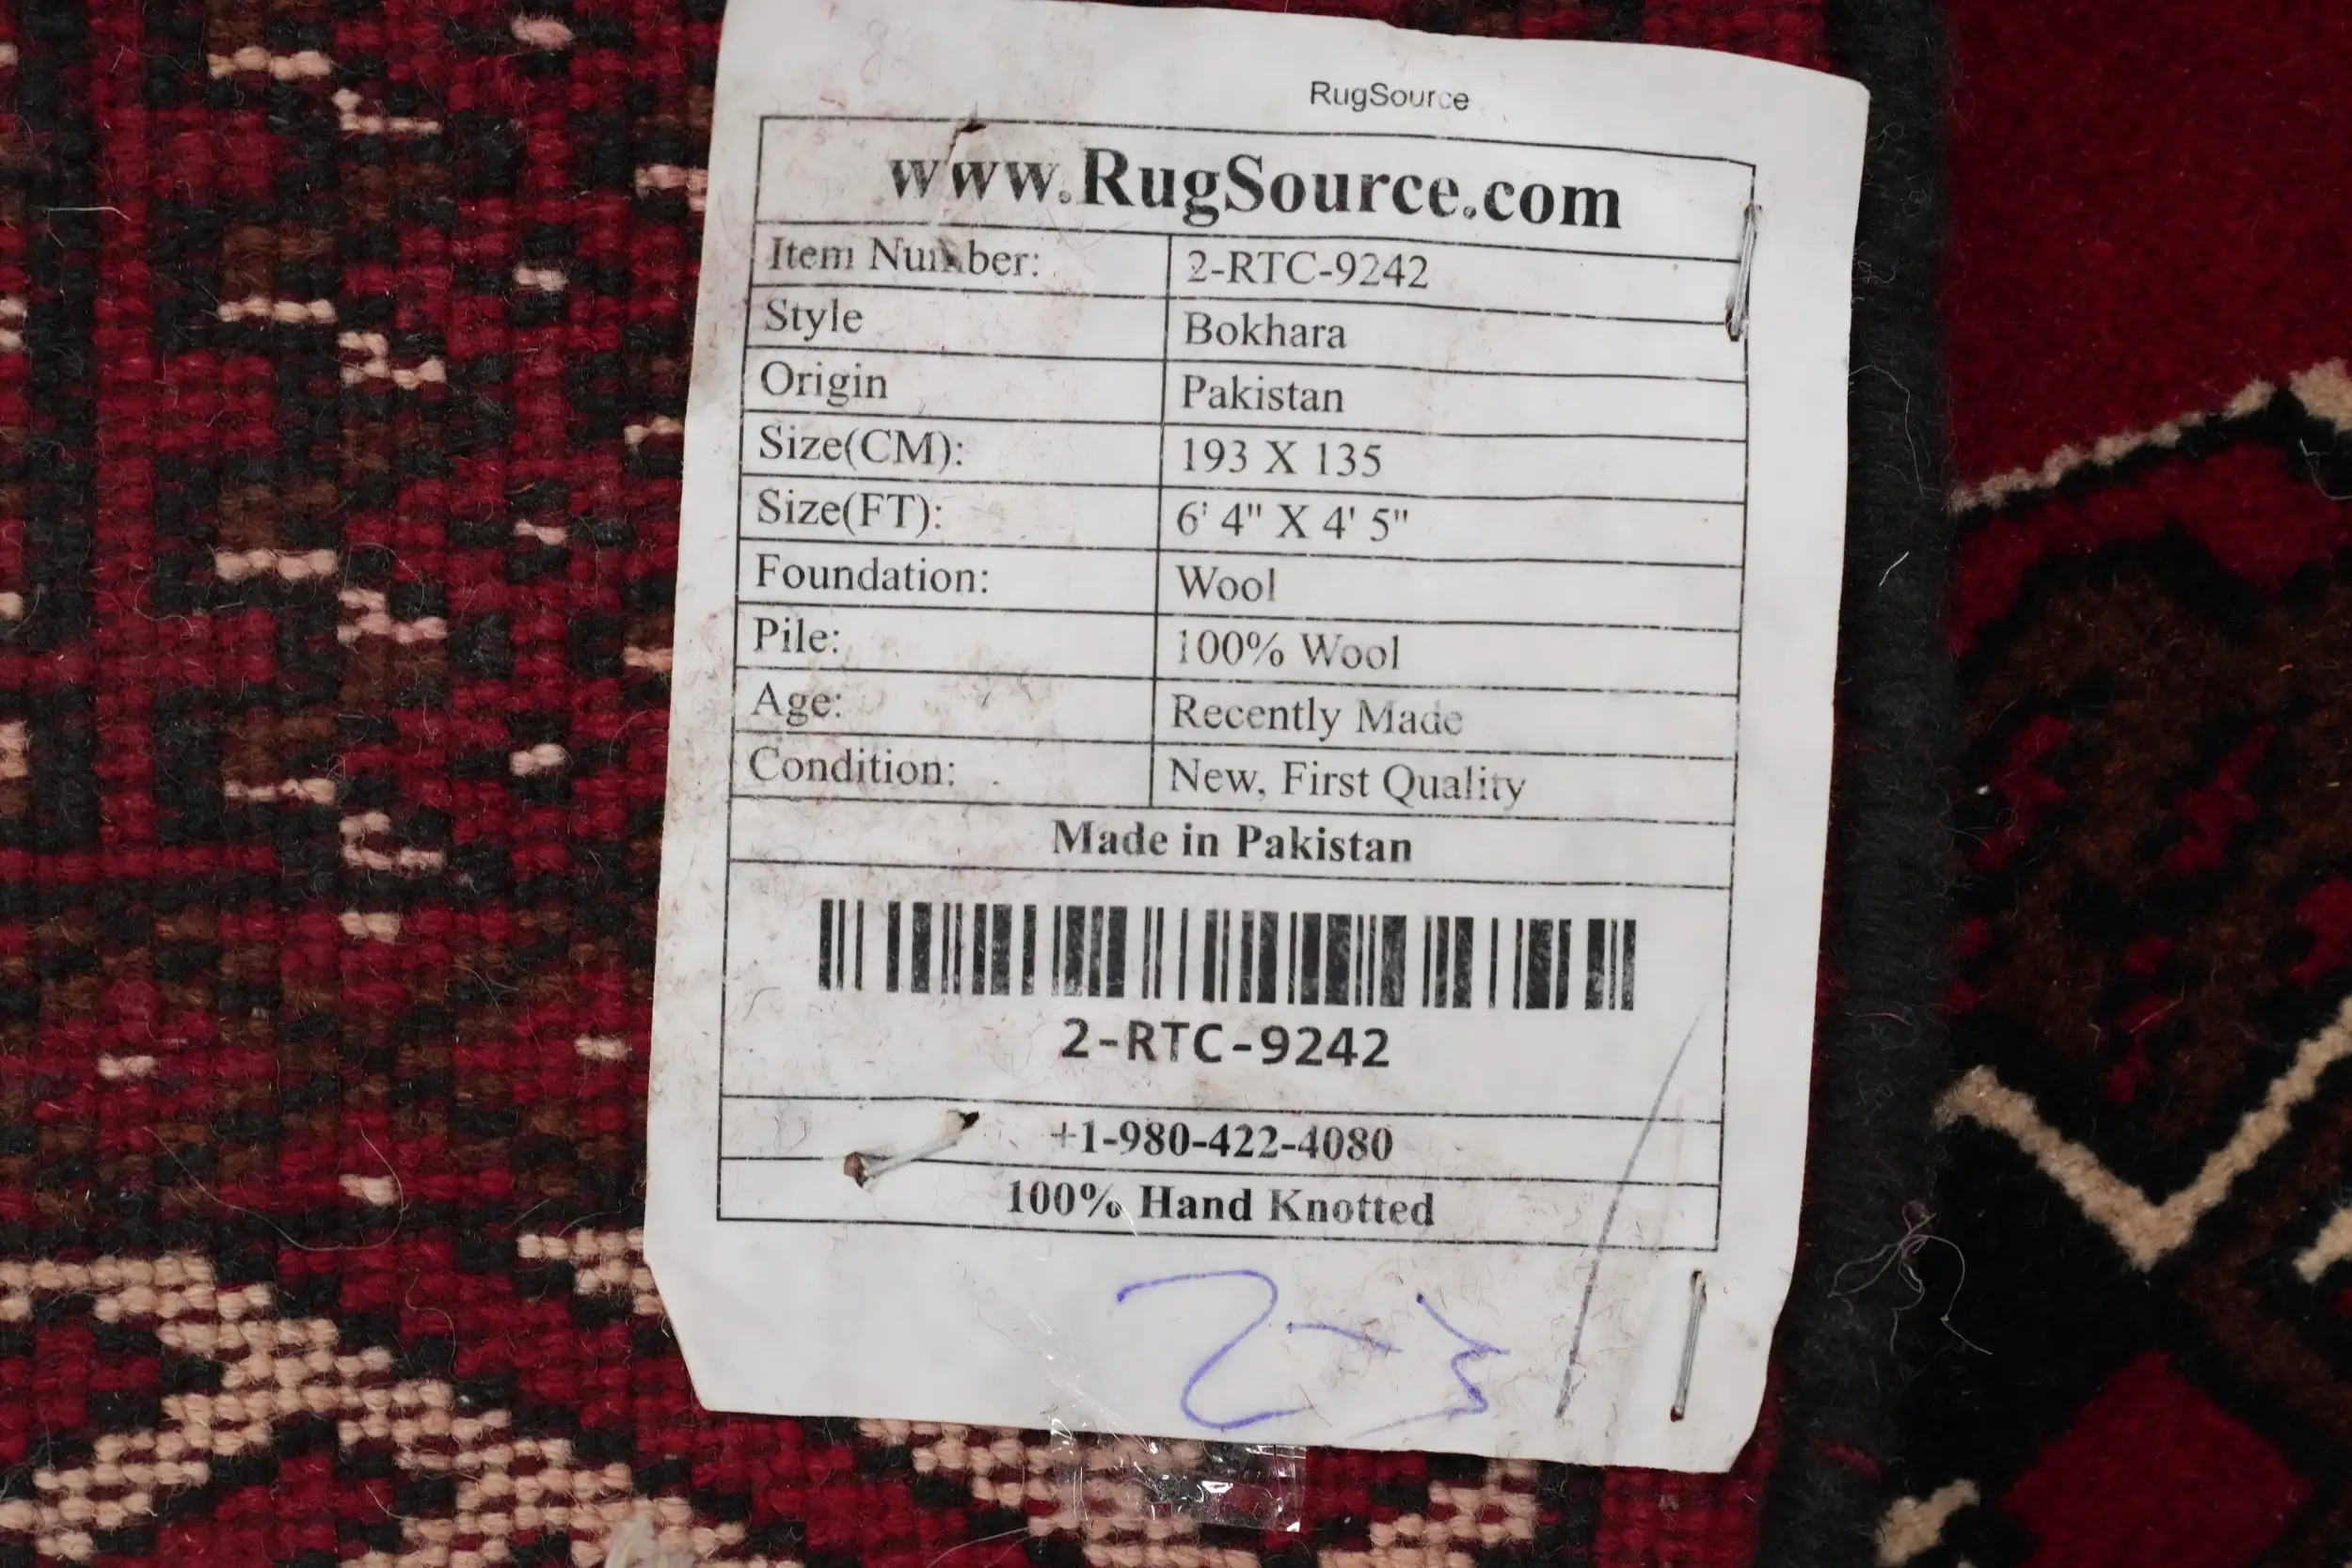 RugSource
www.RugSource.com
Item Number: 2-RTC-9242
Style Bokhara
Origin Pakistan
Size(CM): 193 X 135
Size(FT): 6' 4" X 4' 5"
Foundation: Wool
Pile: 100% Wool
Age: Recently Made
Condition: New, First Quality
Made in Pakistan
2-RTC-9242
+1-980-422-4080
100% Hand Knotted
2-3